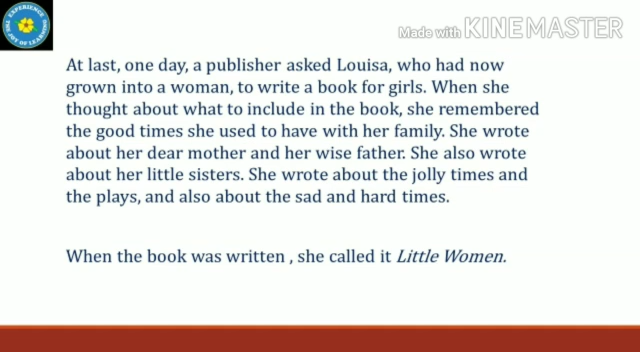 EXPERIENCE
JOY OF LEARNING
Made with KINEMASTER
At last, one day, a publisher asked Louisa, who had now
grown into a woman, to write a book for girls. When she
thought about what to include in the book, she remembered
the good times she used to have with her family. She wrote
about her dear mother and her wise father. She also wrote
about her little sisters. She wrote about the jolly times and
the plays, and also about the sad and hard times.
When the book was written , she called it Little Women.